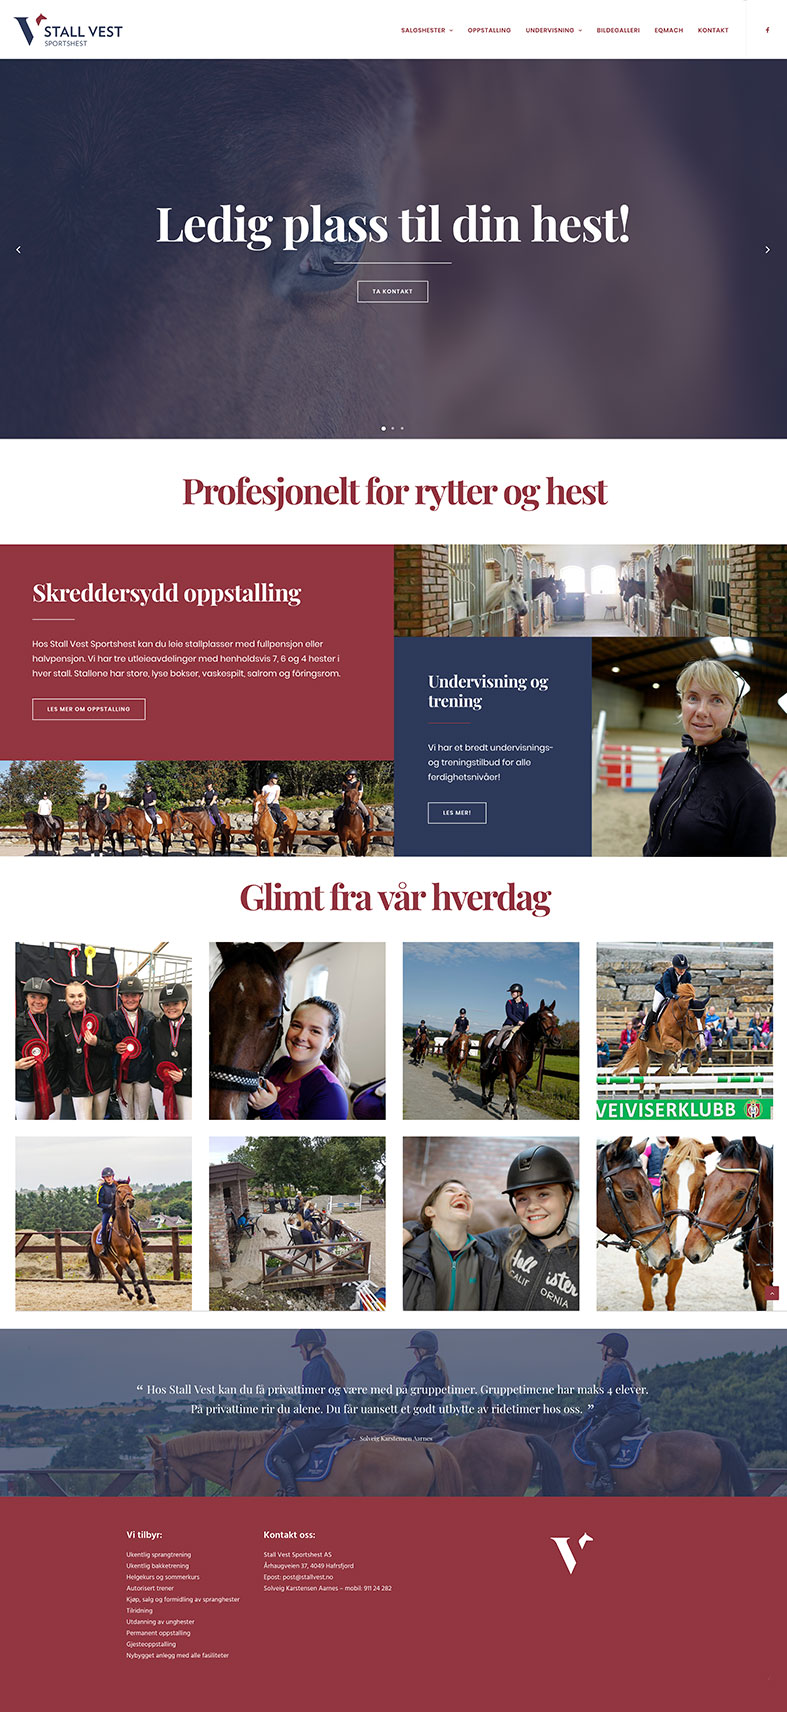 STALL VEST
SPORTSHEST
SALGSHESTER
OPPSTALLING
UNDERVISNING
BILDEGALLERI
EQMACH
KONTAKT
Ledig plass til din hest!
TA KONTAKT
Profesjonelt for rytter og hest
Skreddersydd oppstalling
Hos Stall Vest Sportshest kan du leie stallplasser med fullpensjon eller
halvpensjon. Vi har tre utleieavdelinger med henholdsvis 7, 6 og 4 hester i
hver stall. Stallene har store, lyse bokser, vaskespilt, salrom og fôringsrom.
LES MER OM OPPSTALLING
Undervisning og
trening
Vi har et bredt undervisnings-
og treningstilbud for alle
ferdighetsnivåer!
LES MER!
Glimt fra vår hverdag
VEIVISERKLUBB
Holl ister
CALIF ORNIA
“ Hos Stall Vest kan du få privattimer og være med på gruppetimer. Gruppetimene har maks 4 elever.
På privattime rir du alene. Du får uansett et godt utbytte av ridetimer hos oss. ”
- Solveig Karstensen Aarnes
Vi tilbyr:
Ukentlig sprangtrening
Ukentlig bakketrening
Helgekurs og sommerkurs
Autorisert trener
Kjøp, salg og formidling av spranghester
Tilridning
Utdanning av unghester
Permanent oppstalling
Gjesteoppstalling
Nybygget anlegg med alle fasiliteter
Kontakt oss:
Stall Vest Sportshest AS
Århaugveien 37, 4049 Hafrsfjord
Epost: post@stallvest.no
Solveig Karstensen Aarnes – mobil: 911 24 282